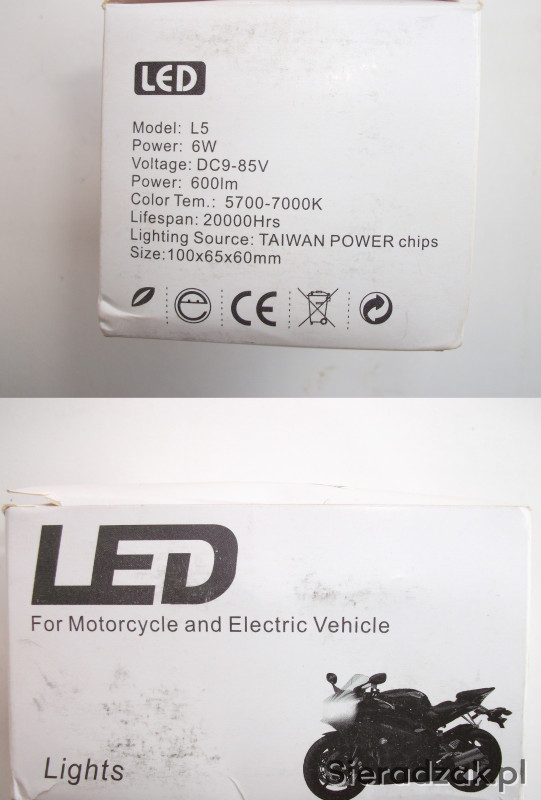 LED
Model: L5
Power: 6W
Voltage: DC9-85V
Power: 600lm
Color Tem.: 5700-7000K
Lifespan: 20000Hrs
Lighting Source: TAIWAN POWER chips
Size:100x65x60mm
CE
LED
For Motorcycle and Electric Vehicle
Lights
Sieradzak.pl